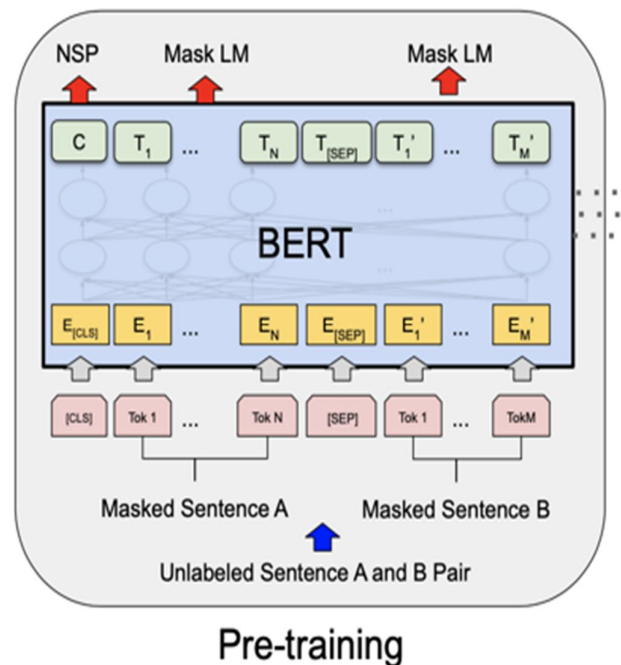 NSP Mask LM Mask LM
C T1 ... TN T[SEP] T1' ... TM'
BERT
E[CLS] E1 ... EN E[SEP] E1' ... EM'
[CLS] Tok 1 ... Tok N [SEP] Tok 1 ... TokM
Masked Sentence A Masked Sentence B
Unlabeled Sentence A and B Pair
Pre-training